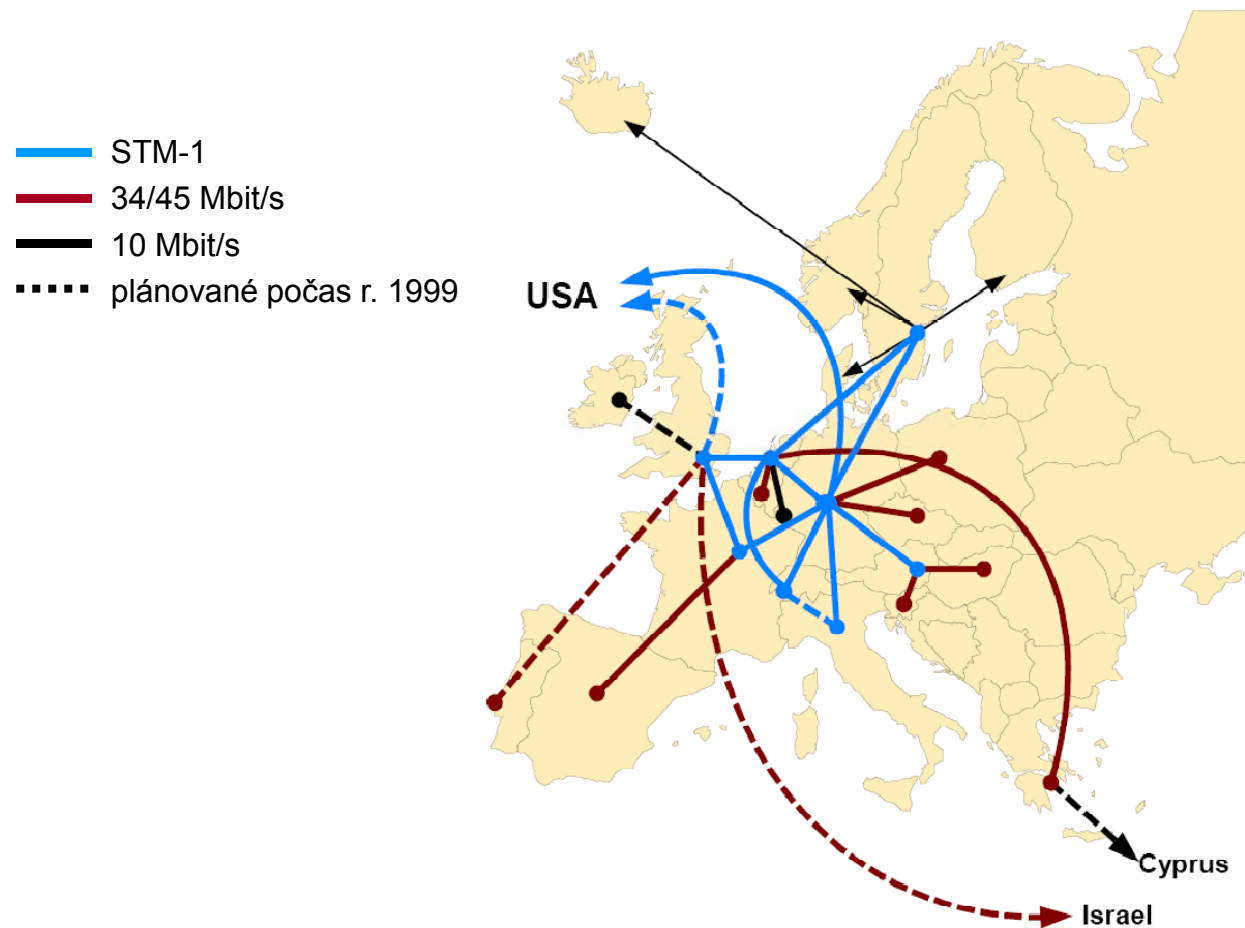 STM-1
34/45 Mbit/s
10 Mbit/s
plánované počas r. 1999
USA
Cyprus
Israel